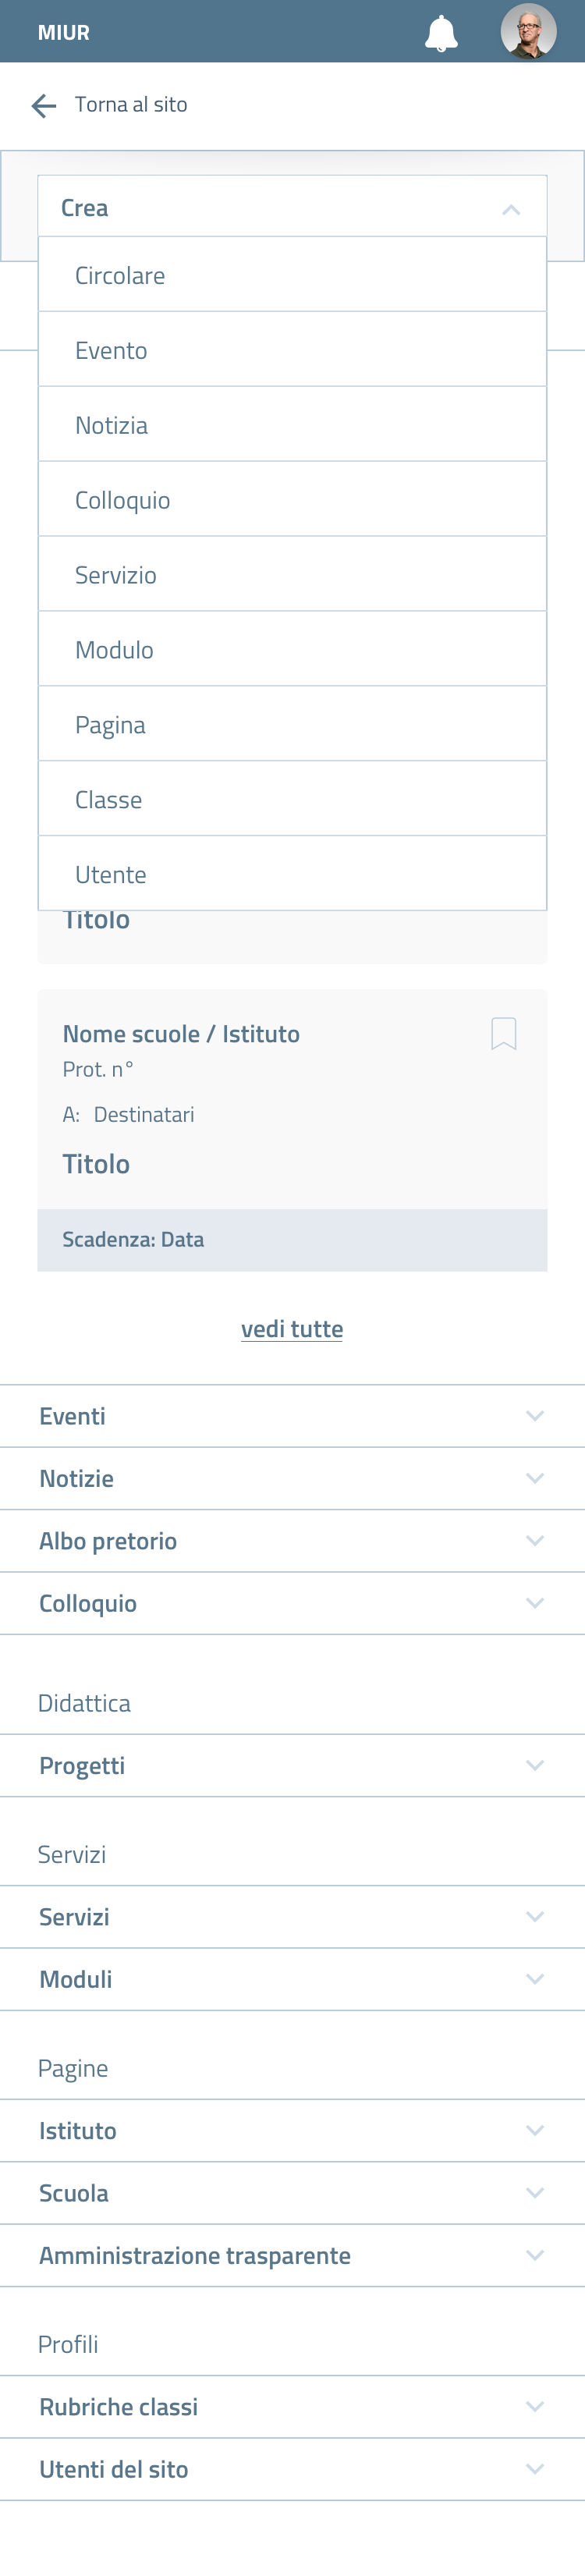 MIUR
Torna al sito
Crea
Circolare
Evento
Notizia
Colloquio
Servizio
Modulo
Pagina
Classe
Utente
Titolo
Nome scuole / Istituto
Prot. n°
A: Destinatari
Titolo
Scadenza: Data
vedi tutte
Eventi
Notizie
Albo pretorio
Colloquio
Didattica
Progetti
Servizi
Servizi
Moduli
Pagine
Istituto
Scuola
Amministrazione trasparente
Profili
Rubriche classi
Utenti del sito